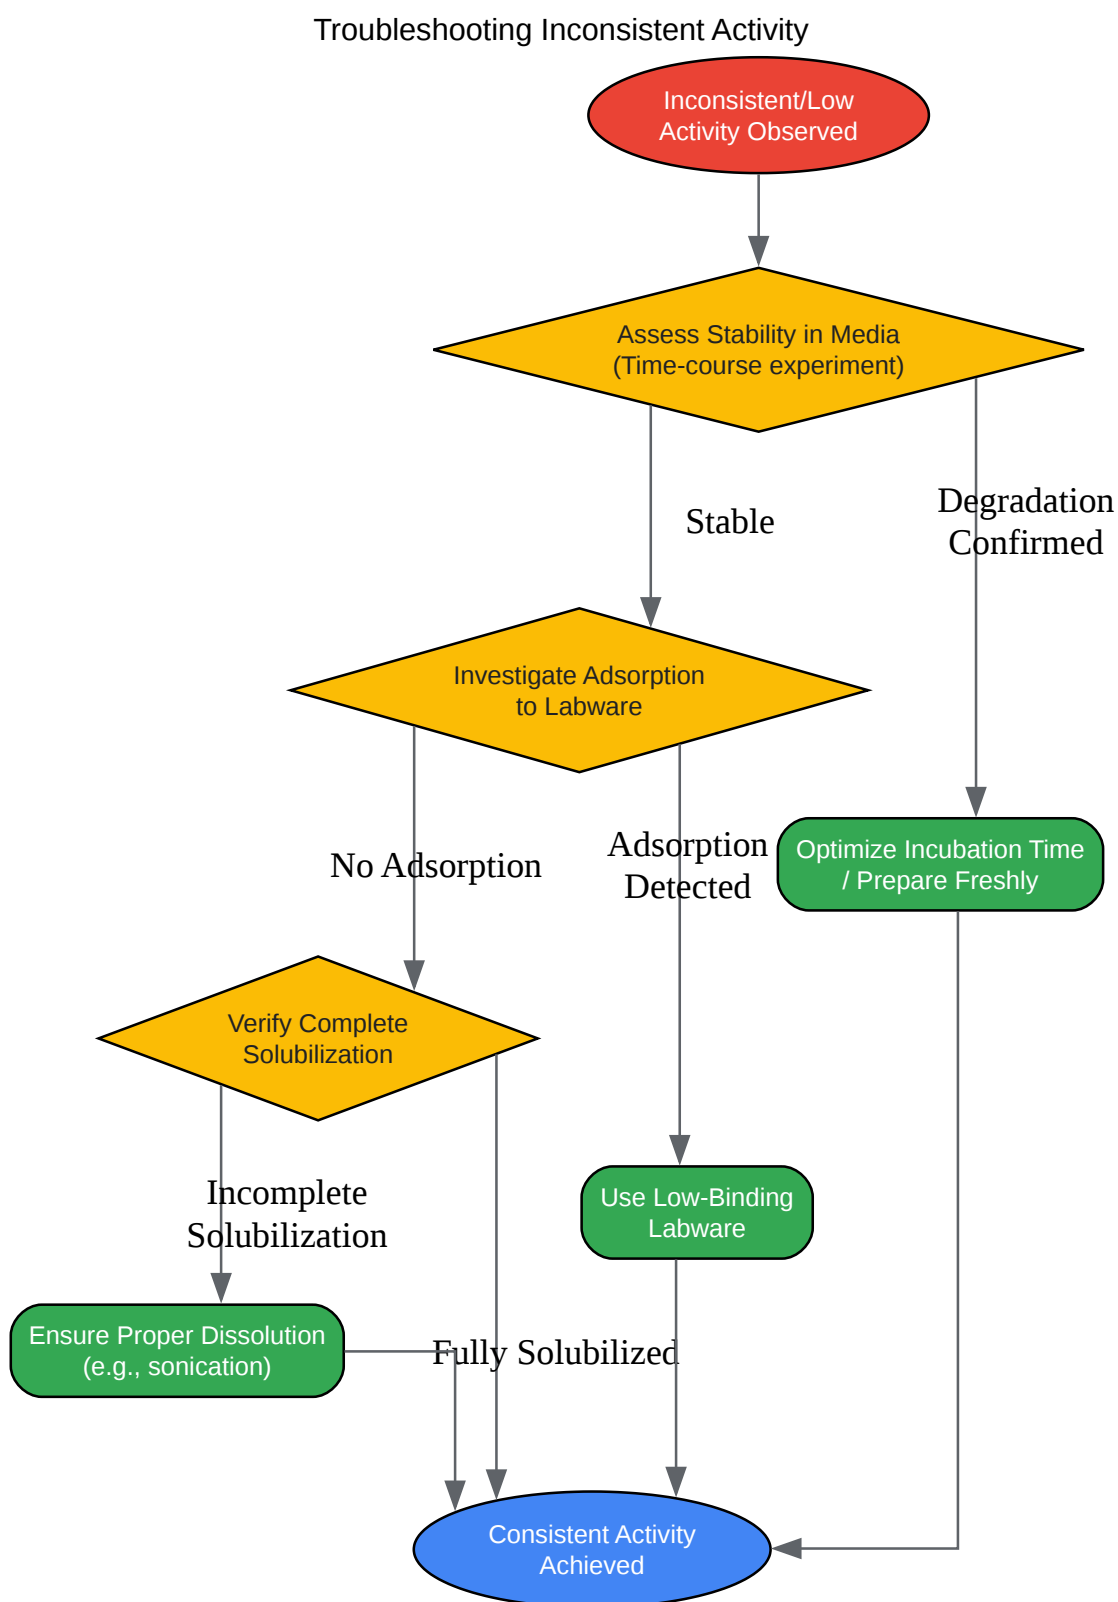 Troubleshooting Inconsistent Activity
Inconsistent/Low
Activity Observed
Assess Stability in Media
(Time-course experiment)
Stable
Degradation
Confirmed
Investigate Adsorption
to Labware
No Adsorption
Adsorption
Detected
Optimize Incubation Time
/ Prepare Freshly
Verify Complete
Solubilization
Incomplete
Solubilization
Use Low-Binding
Labware
Ensure Proper Dissolution
(e.g., sonication)
Fully Solubilized
Consistent Activity
Achieved